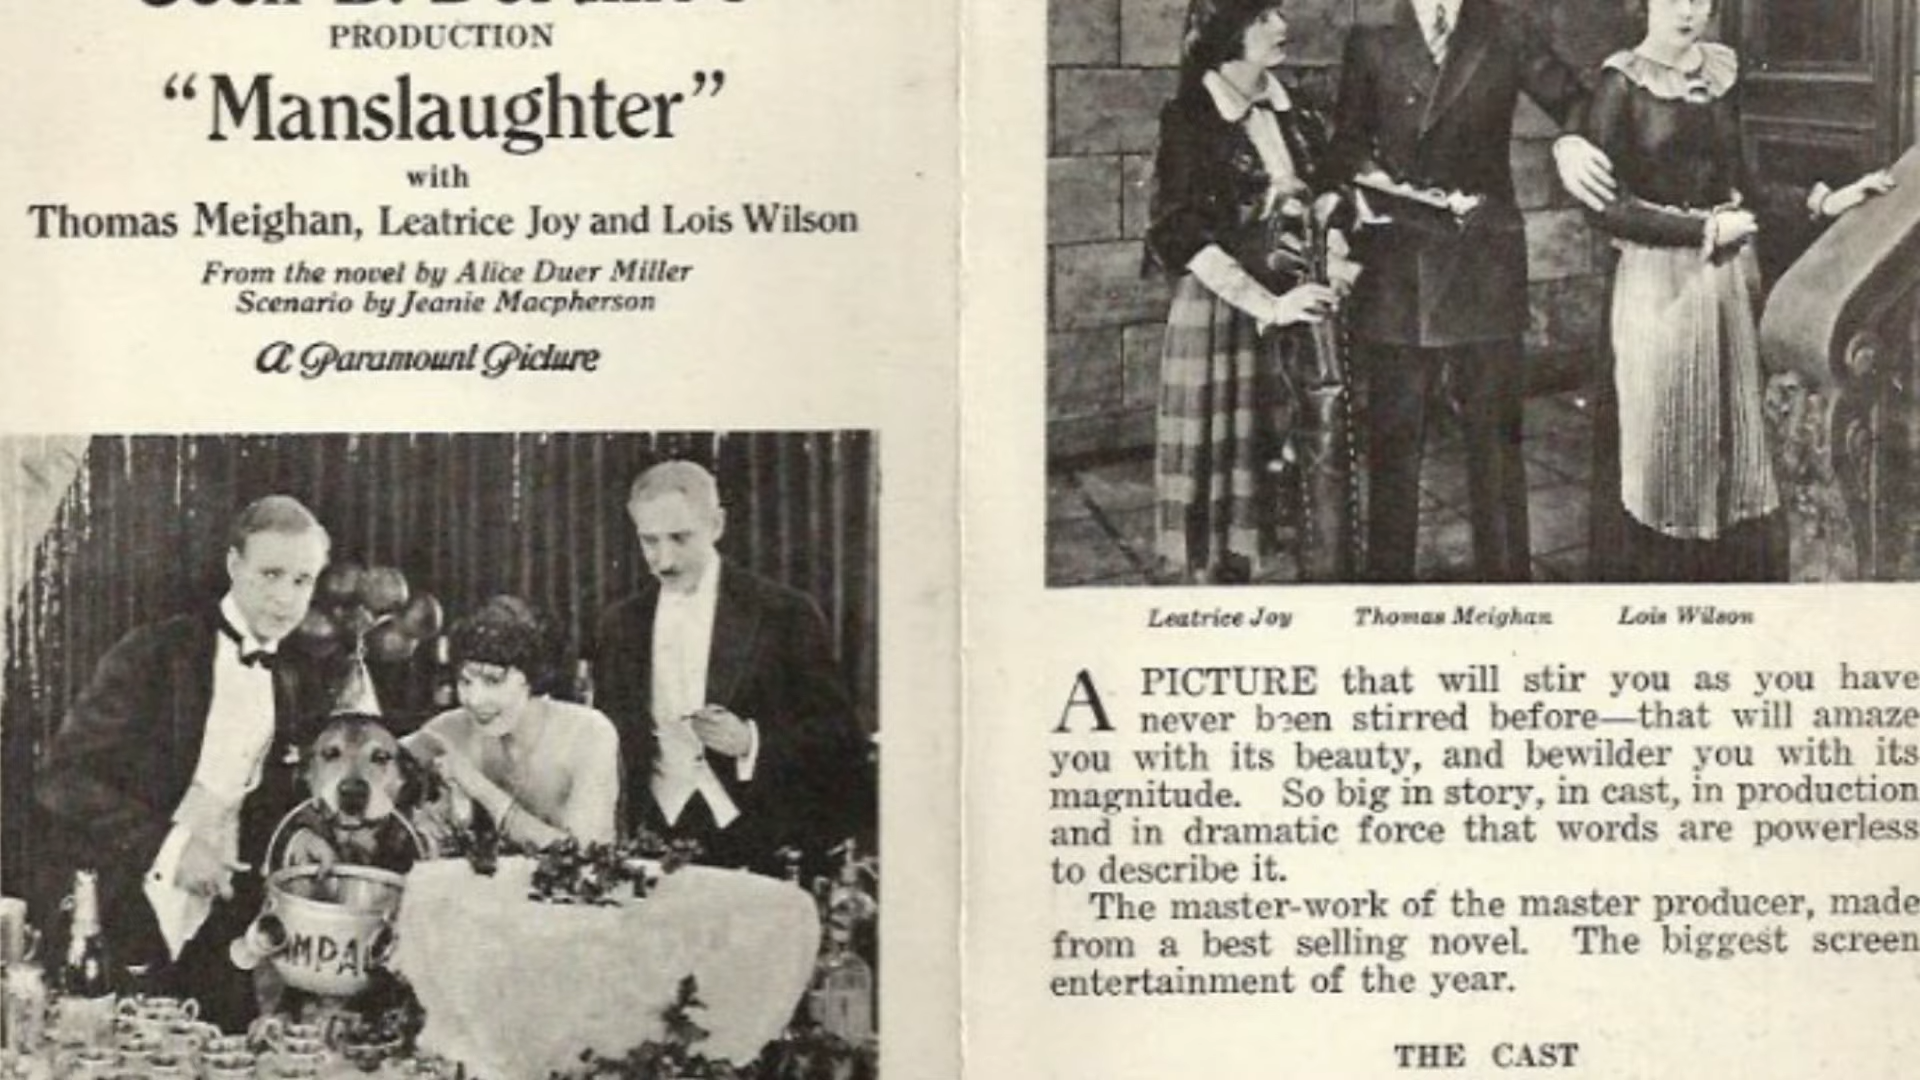 PRODUCTION
“Manslaughter”
with
Thomas Meighan, Leatrice Joy and Lois Wilson
From the novel by Alice Duer Miller
Scenario by Jeanie Macpherson
A Paramount Picture
MPA
Leatrice Joy Thomas Meighan Lois Wilson
A PICTURE that will stir you as you have
never been stirred before—that will amaze
you with its beauty, and bewilder you with its
magnitude. So big in story, in cast, in production
and in dramatic force that words are powerless
to describe it.
The master-work of the master producer, made
from a best selling novel. The biggest screen
entertainment of the year.
THE CAST